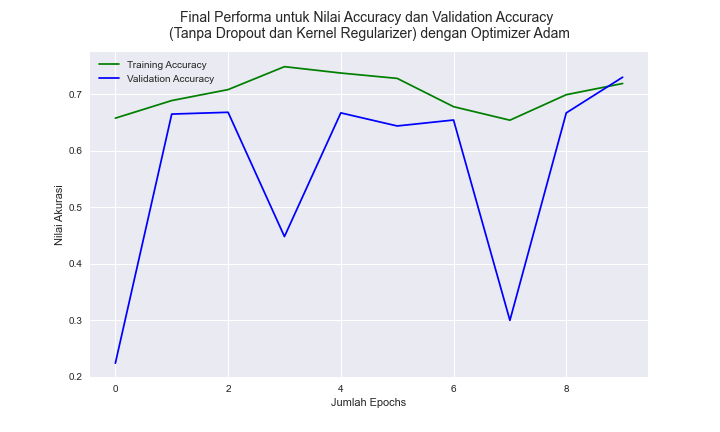 Final Performa untuk Nilai Accuracy dan Validation Accuracy
(Tanpa Dropout dan Kernel Regularizer) dengan Optimizer Adam
Training Accuracy
Validation Accuracy
Nilai Akurasi
0.7
0.6
0.5
0.4
0.3
0.2
0 2 4 6 8
Jumlah Epochs